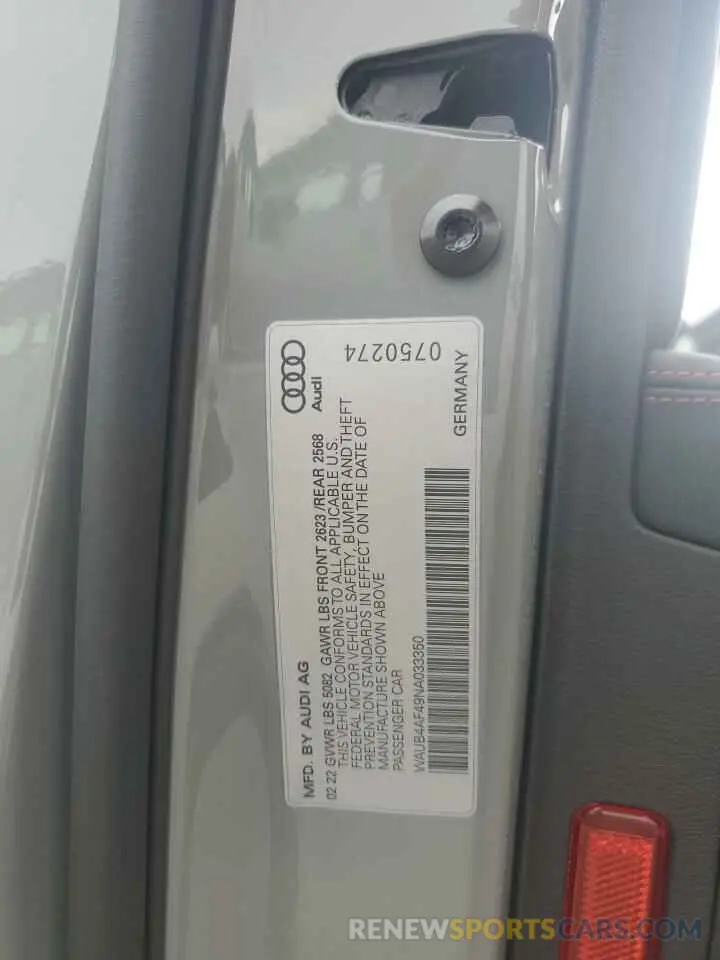 MFD. BY AUDI AG
Audi
02 22 GVWR LBS 5082 GAWR LBS FRONT 2623 /REAR 2568
THIS VEHICLE CONFORMS TO ALL APPLICABLE U.S.
FEDERAL MOTOR VEHICLE SAFETY, BUMPER AND THEFT
PREVENTION STANDARDS IN EFFECT ON THE DATE OF
MANUFACTURE SHOWN ABOVE
PASSENGER CAR
WAUB4AF49NA033360
GERMANY
0750274
RENEWSPORTSCARS.COM